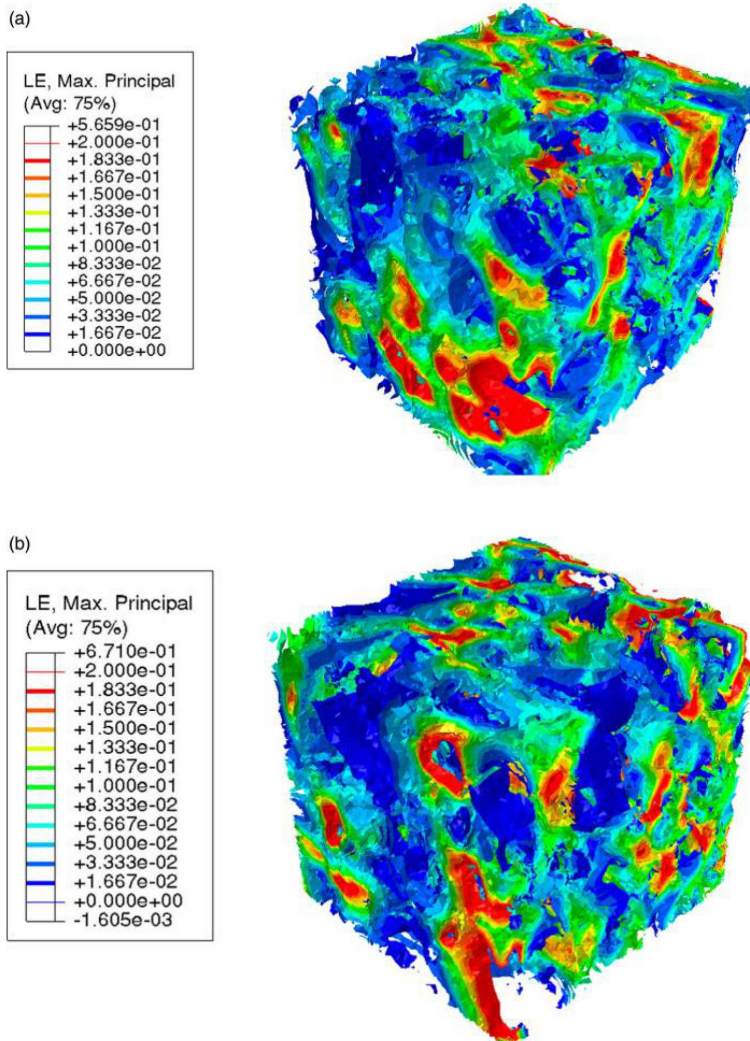 (a)
LE, Max. Principal
(Avg: 75%)
+5.659e-01
+2.000e-01
+1.833e-01
+1.667e-01
+1.500e-01
+1.333e-01
+1.167e-01
+1.000e-01
+8.333e-02
+6.667e-02
+5.000e-02
+3.333e-02
+1.667e-02
+0.000e+00
(b)
LE, Max. Principal
(Avg: 75%)
+6.710e-01
+2.000e-01
+1.833e-01
+1.667e-01
+1.500e-01
+1.333e-01
+1.167e-01
+1.000e-01
+8.333e-02
+6.667e-02
+5.000e-02
+3.333e-02
+1.667e-02
+0.000e+00
-1.605e-03